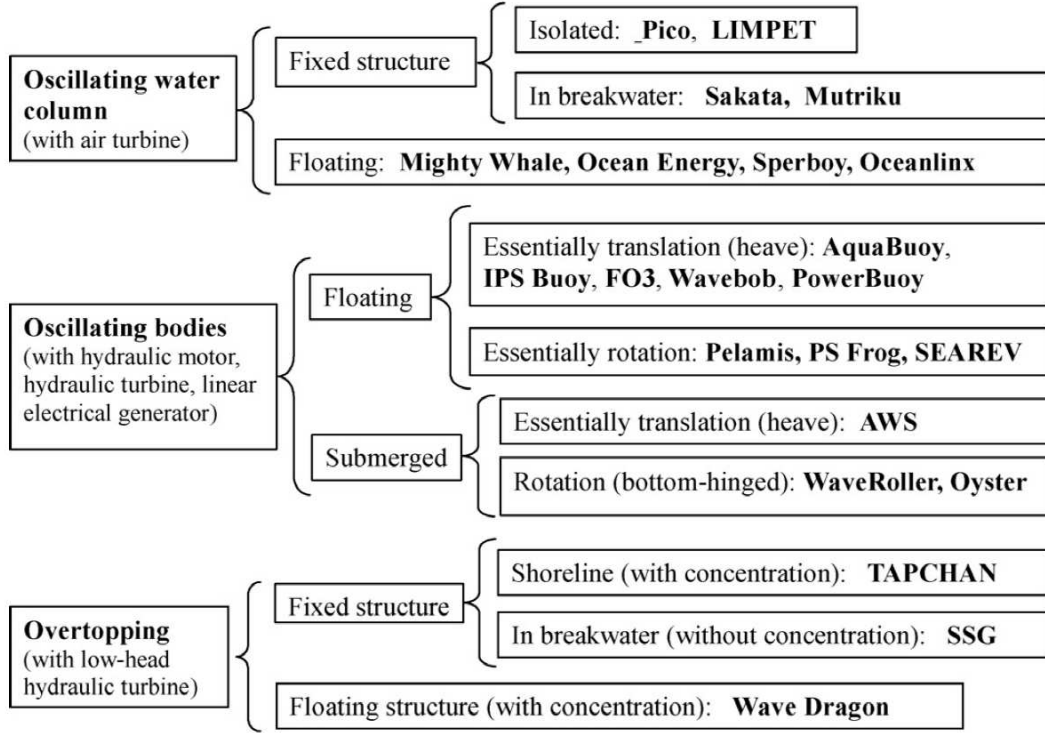 Oscillating water
column
(with air turbine)
Fixed structure
Isolated: _Pico, LIMPET
In breakwater: Sakata, Mutriku
Floating: Mighty Whale, Ocean Energy, Sperboy, Oceanlinx
Oscillating bodies
(with hydraulic motor,
hydraulic turbine, linear
electrical generator)
Floating
Essentially translation (heave): AquaBuoy,
IPS Buoy, FO3, Wavebob, PowerBuoy
Essentially rotation: Pelamis, PS Frog, SEAREV
Submerged
Essentially translation (heave): AWS
Rotation (bottom-hinged): WaveRoller, Oyster
Overtopping
(with low-head
hydraulic turbine)
Fixed structure
Shoreline (with concentration): TAPCHAN
In breakwater (without concentration): SSG
Floating structure (with concentration): Wave Dragon